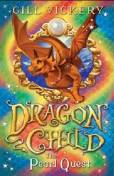 GILL VICKERY
DRAGON
CHILD
The
Pearl Quest